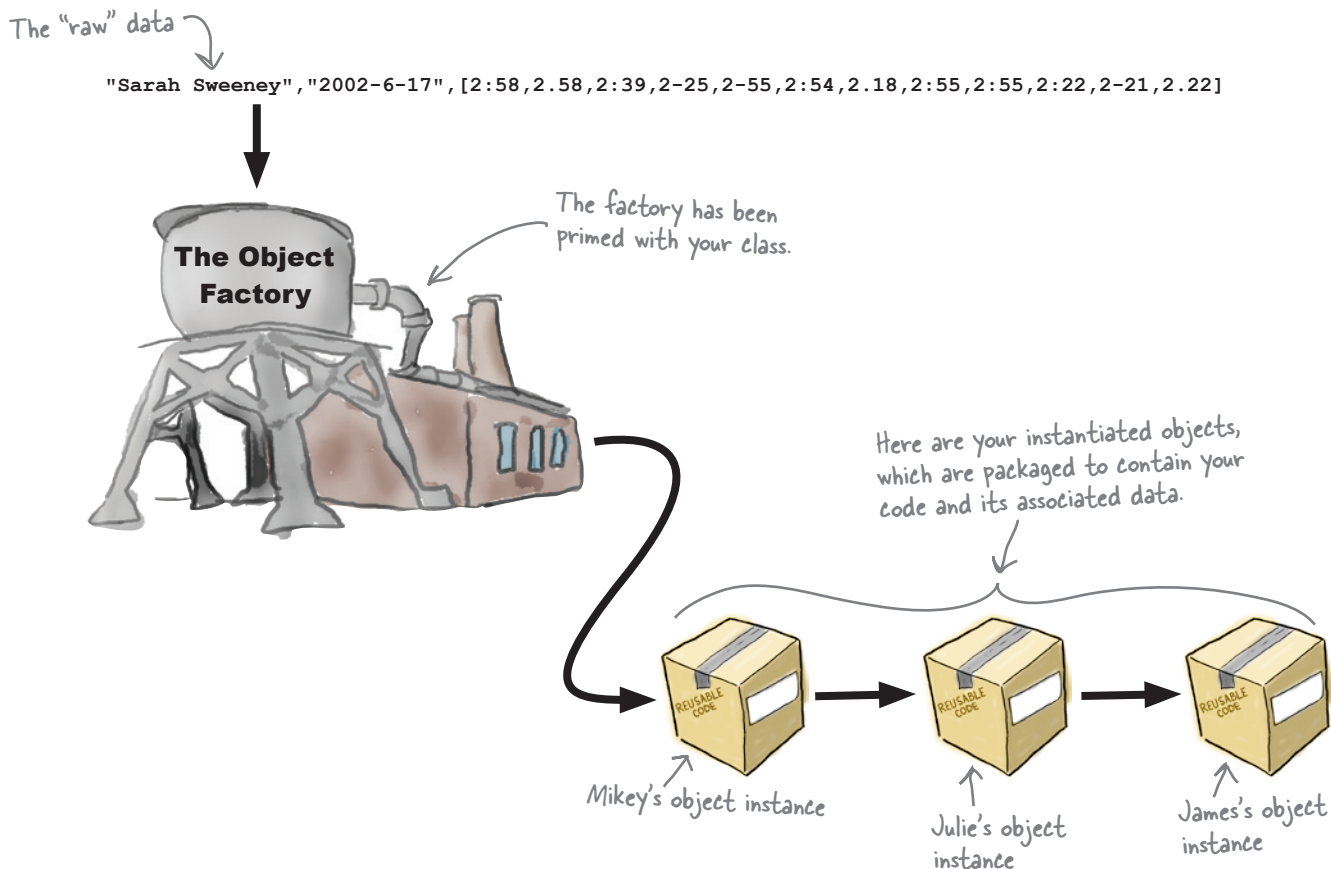 The "raw" data
"Sarah Sweeney","2002-6-17",[2:58,2.58,2:39,2-25,2-55,2:54,2.18,2:55,2:55,2:22,2-21,2.22]
The factory has been
primed with your class.
The Object
Factory
Here are your instantiated objects,
which are packaged to contain your
code and its associated data.
REUSABLE
CODE
REUSABLE
CODE
REUSABLE
CODE
Mikey's object instance
Julie's object
instance
James's object
instance